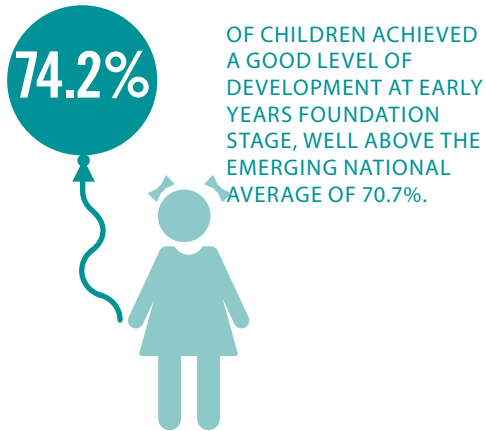 74.2%
OF CHILDREN ACHIEVED
A GOOD LEVEL OF
DEVELOPMENT AT EARLY
YEARS FOUNDATION
STAGE, WELL ABOVE THE
EMERGING NATIONAL
AVERAGE OF 70.7%.